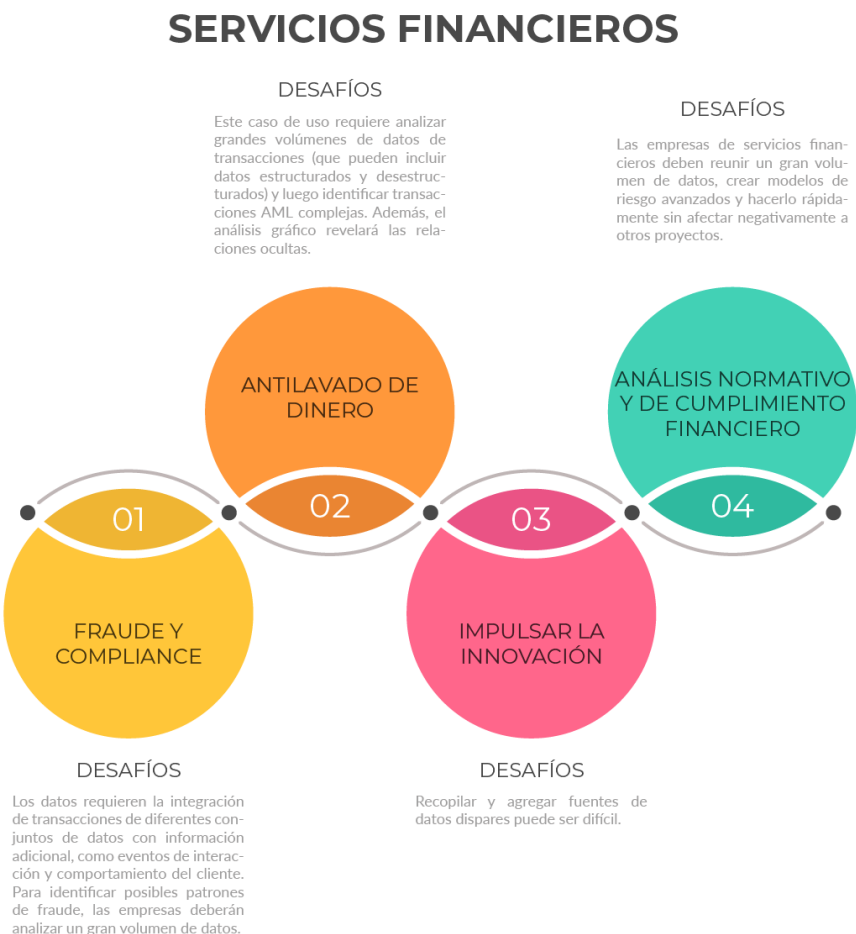 SERVICIOS FINANCIEROS
DESAFÍOS
Este caso de uso requiere analizar
grandes volúmenes de datos de
transacciones (que pueden incluir
datos estructurados y desestruc-
turados) y luego identificar transac-
ciones AML complejas. Además, el
análisis gráfico revelará las rela-
ciones ocultas.
DESAFÍOS
Las empresas de servicios finan-
cieros deben reunir un gran volu-
men de datos, crear modelos de
riesgo avanzados y hacerlo rápida-
mente sin afectar negativamente a
otros proyectos.
ANTILAVADO DE
DINERO
02
ANÁLISIS NORMATIVO
Y DE CUMPLIMIENTO
FINANCIERO
04
01
FRAUDE Y
COMPLIANCE
03
IMPULSAR LA
INNOVACIÓN
DESAFÍOS
Los datos requieren la integración
de transacciones de diferentes con-
juntos de datos con información
adicional, como eventos de interac-
ción y comportamiento del cliente.
Para identificar posibles patrones
de fraude, las empresas deberán
analizar un gran volumen de datos.
DESAFÍOS
Recopilar y agregar fuentes de
datos dispares puede ser difícil.